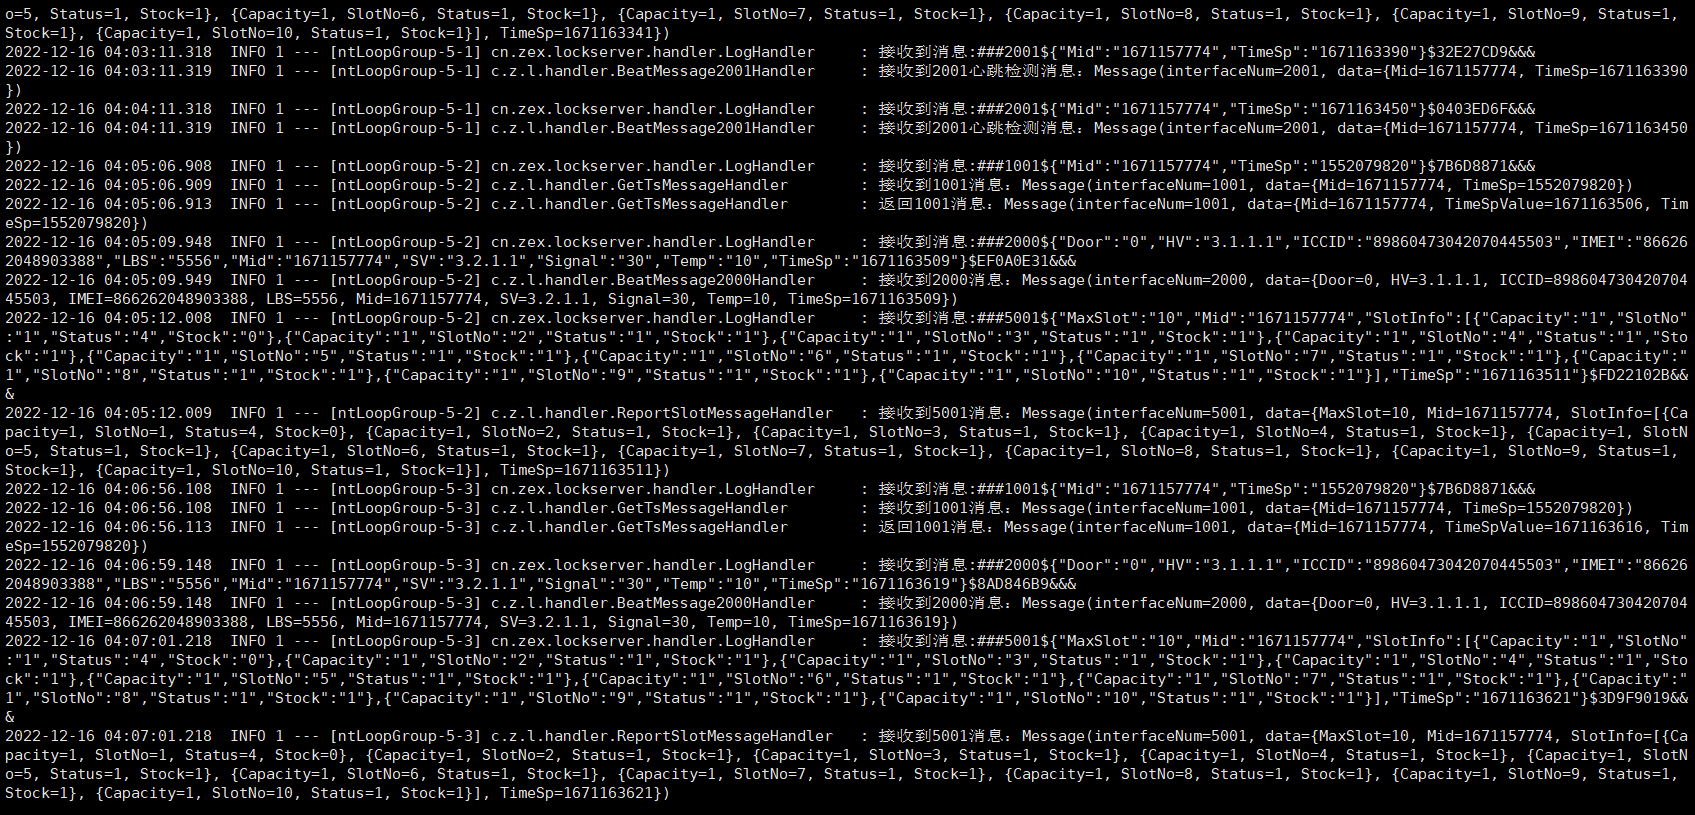 o=5, Status=1, Stock=1}, {Capacity=1, SlotNo=6, Status=1, Stock=1}, {Capacity=1, SlotNo=7, Status=1, Stock=1}, {Capacity=1, SlotNo=8, Status=1, Stock=1}, {Capacity=1, SlotNo=9, Status=1,
Stock=1}, {Capacity=1, SlotNo=10, Status=1, Stock=1}], TimeSp=1671163341})
2022-12-16 04:03:11.318  INFO 1 --- [ntLoopGroup-5-1] cn.zex.lockserver.handler.LogHandler     : 接收到消息:###2001${"Mid":"1671157774","TimeSp":"1671163390"}$32E27CD9&&&
2022-12-16 04:03:11.319  INFO 1 --- [ntLoopGroup-5-1] c.z.l.handler.BeatMessage2001Handler     : 接收到2001心跳检测消息：Message(interfaceNum=2001, data={Mid=1671157774, TimeSp=1671163390
})
2022-12-16 04:04:11.318  INFO 1 --- [ntLoopGroup-5-1] cn.zex.lockserver.handler.LogHandler     : 接收到消息:###2001${"Mid":"1671157774","TimeSp":"1671163450"}$0403ED6F&&&
2022-12-16 04:04:11.319  INFO 1 --- [ntLoopGroup-5-1] c.z.l.handler.BeatMessage2001Handler     : 接收到2001心跳检测消息：Message(interfaceNum=2001, data={Mid=1671157774, TimeSp=1671163450
})
2022-12-16 04:05:06.908  INFO 1 --- [ntLoopGroup-5-2] cn.zex.lockserver.handler.LogHandler     : 接收到消息:###1001${"Mid":"1671157774","TimeSp":"1552079820"}$7B6D8871&&&
2022-12-16 04:05:06.909  INFO 1 --- [ntLoopGroup-5-2] c.z.l.handler.GetTsMessageHandler        : 接收到1001消息：Message(interfaceNum=1001, data={Mid=1671157774, TimeSp=1552079820})
2022-12-16 04:05:06.913  INFO 1 --- [ntLoopGroup-5-2] c.z.l.handler.GetTsMessageHandler        : 返回1001消息：Message(interfaceNum=1001, data={Mid=1671157774, TimeSpValue=1671163506, Tim
eSp=1552079820})
2022-12-16 04:05:09.948  INFO 1 --- [ntLoopGroup-5-2] cn.zex.lockserver.handler.LogHandler     : 接收到消息:###2000${"Door":"0","HV":"3.1.1.1","ICCID":"89860473042070445503","IMEI":"86626
2048903388","LBS":"5556","Mid":"1671157774","SV":"3.2.1.1","Signal":"30","Temp":"10","TimeSp":"1671163509"}$EF0A0E31&&&
2022-12-16 04:05:09.949  INFO 1 --- [ntLoopGroup-5-2] c.z.l.handler.BeatMessage2000Handler     : 接收到2000消息：Message(interfaceNum=2000, data={Door=0, HV=3.1.1.1, ICCID=898604730420704
45503, IMEI=866262048903388, LBS=5556, Mid=1671157774, SV=3.2.1.1, Signal=30, Temp=10, TimeSp=1671163509})
2022-12-16 04:05:12.008  INFO 1 --- [ntLoopGroup-5-2] cn.zex.lockserver.handler.LogHandler     : 接收到消息:###5001${"MaxSlot":"10","Mid":"1671157774","SlotInfo":[{"Capacity":"1","SlotNo"
:"1","Status":"4","Stock":"0"},{"Capacity":"1","SlotNo":"2","Status":"1","Stock":"1"},{"Capacity":"1","SlotNo":"3","Status":"1","Stock":"1"},{"Capacity":"1","SlotNo":"4","Status":"1","Sto
ck":"1"},{"Capacity":"1","SlotNo":"5","Status":"1","Stock":"1"},{"Capacity":"1","SlotNo":"6","Status":"1","Stock":"1"},{"Capacity":"1","SlotNo":"7","Status":"1","Stock":"1"},{"Capacity":"
1","SlotNo":"8","Status":"1","Stock":"1"},{"Capacity":"1","SlotNo":"9","Status":"1","Stock":"1"},{"Capacity":"1","SlotNo":"10","Status":"1","Stock":"1"}],"TimeSp":"1671163511"}$FD22102B&&
&
2022-12-16 04:05:12.009  INFO 1 --- [ntLoopGroup-5-2] c.z.l.handler.ReportSlotMessageHandler   : 接收到5001消息：Message(interfaceNum=5001, data={MaxSlot=10, Mid=1671157774, SlotInfo=[{Ca
pacity=1, SlotNo=1, Status=4, Stock=0}, {Capacity=1, SlotNo=2, Status=1, Stock=1}, {Capacity=1, SlotNo=3, Status=1, Stock=1}, {Capacity=1, SlotNo=4, Status=1, Stock=1}, {Capacity=1, SlotN
o=5, Status=1, Stock=1}, {Capacity=1, SlotNo=6, Status=1, Stock=1}, {Capacity=1, SlotNo=7, Status=1, Stock=1}, {Capacity=1, SlotNo=8, Status=1, Stock=1}, {Capacity=1, SlotNo=9, Status=1,
Stock=1}, {Capacity=1, SlotNo=10, Status=1, Stock=1}], TimeSp=1671163511})
2022-12-16 04:06:56.108  INFO 1 --- [ntLoopGroup-5-3] cn.zex.lockserver.handler.LogHandler     : 接收到消息:###1001${"Mid":"1671157774","TimeSp":"1552079820"}$7B6D8871&&&
2022-12-16 04:06:56.108  INFO 1 --- [ntLoopGroup-5-3] c.z.l.handler.GetTsMessageHandler        : 接收到1001消息：Message(interfaceNum=1001, data={Mid=1671157774, TimeSp=1552079820})
2022-12-16 04:06:56.113  INFO 1 --- [ntLoopGroup-5-3] c.z.l.handler.GetTsMessageHandler        : 返回1001消息：Message(interfaceNum=1001, data={Mid=1671157774, TimeSpValue=1671163616, Tim
eSp=1552079820})
2022-12-16 04:06:59.148  INFO 1 --- [ntLoopGroup-5-3] cn.zex.lockserver.handler.LogHandler     : 接收到消息:###2000${"Door":"0","HV":"3.1.1.1","ICCID":"89860473042070445503","IMEI":"86626
2048903388","LBS":"5556","Mid":"1671157774","SV":"3.2.1.1","Signal":"30","Temp":"10","TimeSp":"1671163619"}$8AD846B9&&&
2022-12-16 04:06:59.148  INFO 1 --- [ntLoopGroup-5-3] c.z.l.handler.BeatMessage2000Handler     : 接收到2000消息：Message(interfaceNum=2000, data={Door=0, HV=3.1.1.1, ICCID=898604730420704
45503, IMEI=866262048903388, LBS=5556, Mid=1671157774, SV=3.2.1.1, Signal=30, Temp=10, TimeSp=1671163619})
2022-12-16 04:07:01.218  INFO 1 --- [ntLoopGroup-5-3] cn.zex.lockserver.handler.LogHandler     : 接收到消息:###5001${"MaxSlot":"10","Mid":"1671157774","SlotInfo":[{"Capacity":"1","SlotNo"
:"1","Status":"4","Stock":"0"},{"Capacity":"1","SlotNo":"2","Status":"1","Stock":"1"},{"Capacity":"1","SlotNo":"3","Status":"1","Stock":"1"},{"Capacity":"1","SlotNo":"4","Status":"1","Sto
ck":"1"},{"Capacity":"1","SlotNo":"5","Status":"1","Stock":"1"},{"Capacity":"1","SlotNo":"6","Status":"1","Stock":"1"},{"Capacity":"1","SlotNo":"7","Status":"1","Stock":"1"},{"Capacity":"
1","SlotNo":"8","Status":"1","Stock":"1"},{"Capacity":"1","SlotNo":"9","Status":"1","Stock":"1"},{"Capacity":"1","SlotNo":"10","Status":"1","Stock":"1"}],"TimeSp":"1671163621"}$3D9F9019&&
&
2022-12-16 04:07:01.218  INFO 1 --- [ntLoopGroup-5-3] c.z.l.handler.ReportSlotMessageHandler   : 接收到5001消息：Message(interfaceNum=5001, data={MaxSlot=10, Mid=1671157774, SlotInfo=[{Ca
pacity=1, SlotNo=1, Status=4, Stock=0}, {Capacity=1, SlotNo=2, Status=1, Stock=1}, {Capacity=1, SlotNo=3, Status=1, Stock=1}, {Capacity=1, SlotNo=4, Status=1, Stock=1}, {Capacity=1, SlotN
o=5, Status=1, Stock=1}, {Capacity=1, SlotNo=6, Status=1, Stock=1}, {Capacity=1, SlotNo=7, Status=1, Stock=1}, {Capacity=1, SlotNo=8, Status=1, Stock=1}, {Capacity=1, SlotNo=9, Status=1,
Stock=1}, {Capacity=1, SlotNo=10, Status=1, Stock=1}], TimeSp=1671163621})